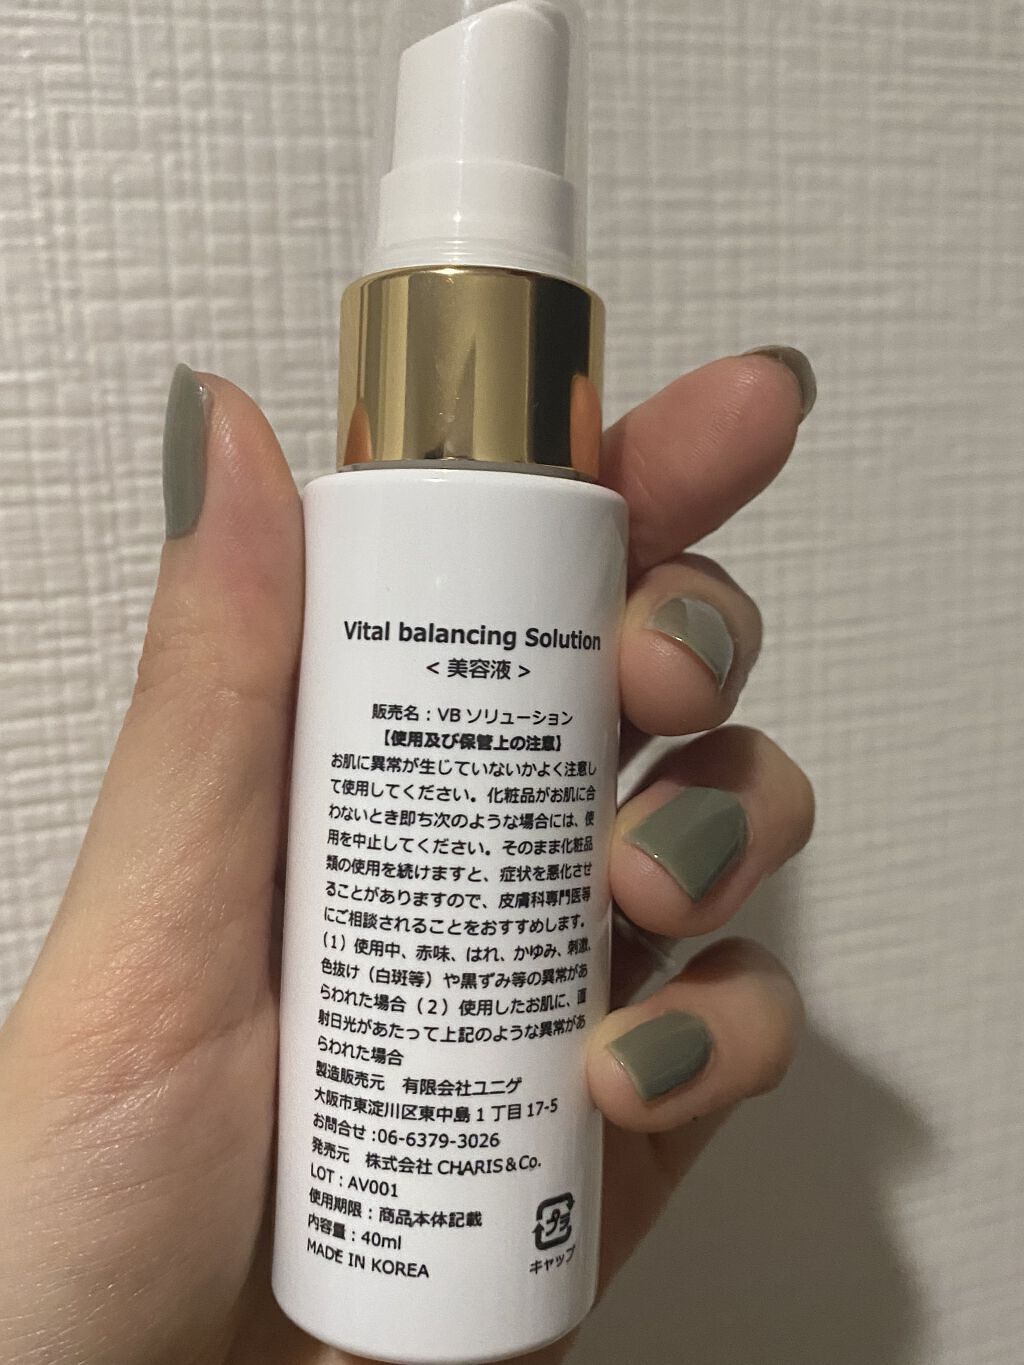 Vital balancing Solution
< 美容液 >
販売名：VB ソリューション
【使用及び保管上の注意】
お肌に異常が生じていないかよく注意し
て使用してください。化粧品がお肌に合
わないとき即ち次のような場合には、使
用を中止してください。そのまま化粧品
類の使用を続けますと、症状を悪化させ
ることがありますので、皮膚科専門医等
にご相談されることをおすすめします。
（1）使用中、赤味、はれ、かゆみ、刺激、
色抜け（白斑等）や黒ずみ等の異常があ
らわれた場合（2）使用したお肌に、直
射日光があたって上記のような異常があ
らわれた場合
製造販売元　有限会社ユニゲ
大阪市東淀川区東中島 1 丁目 17-5
お問合せ :06-6379-3026
発売元　株式会社 CHARIS&Co.
LOT : AV001
使用期限：商品本体記載
内容量：40ml
MADE IN KOREA
プラ
キャップ